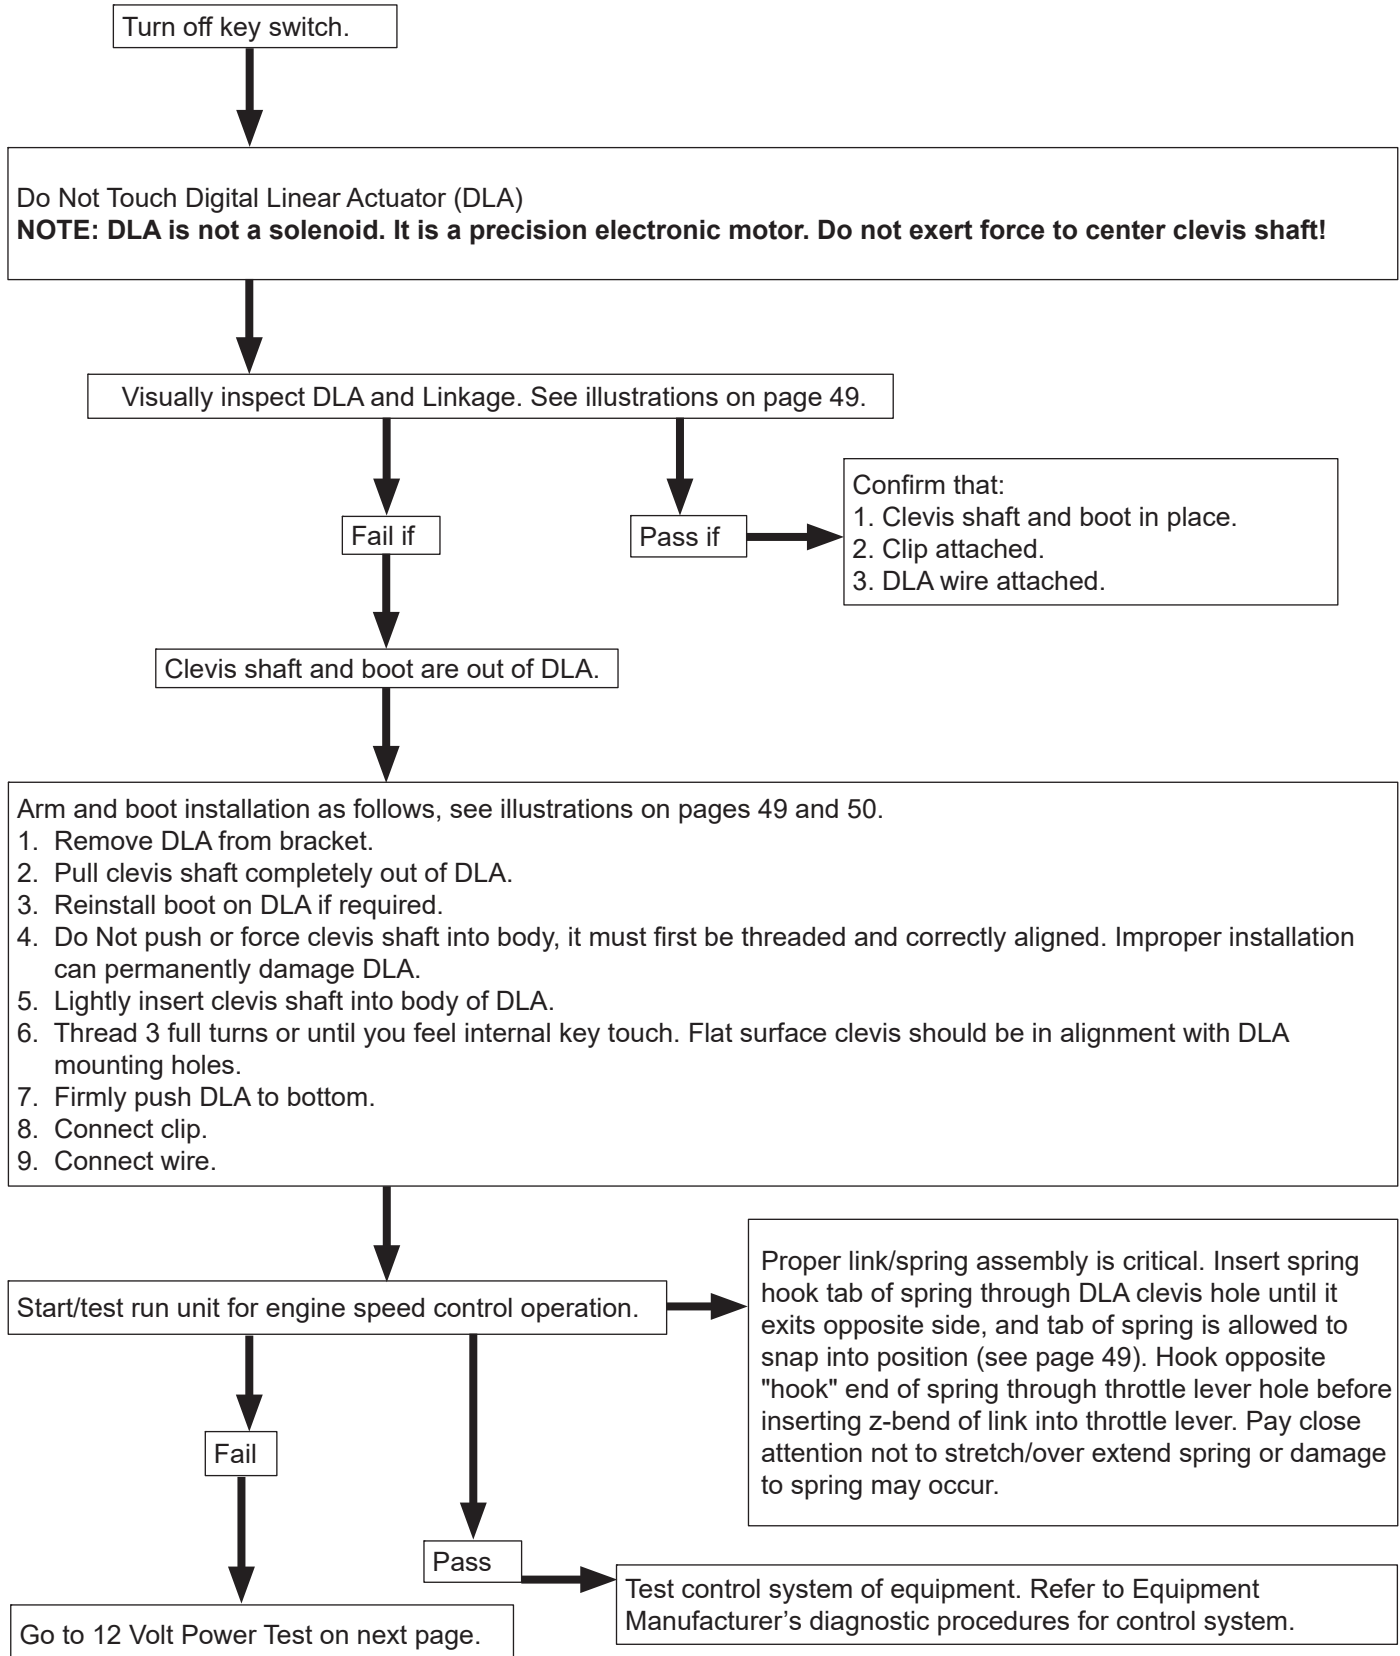 Turn off key switch.
Do Not Touch Digital Linear Actuator (DLA)
NOTE: DLA is not a solenoid. It is a precision electronic motor. Do not exert force to center clevis shaft!
Visually inspect DLA and Linkage. See illustrations on page 49.
Fail if
Pass if
Confirm that:
1. Clevis shaft and boot in place.
2. Clip attached.
3. DLA wire attached.
Clevis shaft and boot are out of DLA.
Arm and boot installation as follows, see illustrations on pages 49 and 50.
1. Remove DLA from bracket.
2. Pull clevis shaft completely out of DLA.
3. Reinstall boot on DLA if required.
4. Do Not push or force clevis shaft into body, it must first be threaded and correctly aligned. Improper installation
can permanently damage DLA.
5. Lightly insert clevis shaft into body of DLA.
6. Thread 3 full turns or until you feel internal key touch. Flat surface clevis should be in alignment with DLA
mounting holes.
7. Firmly push DLA to bottom.
8. Connect clip.
9. Connect wire.
Start/test run unit for engine speed control operation.
Proper link/spring assembly is critical. Insert spring
hook tab of spring through DLA clevis hole until it
exits opposite side, and tab of spring is allowed to
snap into position (see page 49). Hook opposite
"hook" end of spring through throttle lever hole before
inserting z-bend of link into throttle lever. Pay close
attention not to stretch/over extend spring or damage
to spring may occur.
Fail
Pass
Test control system of equipment. Refer to Equipment
Manufacturer’s diagnostic procedures for control system.
Go to 12 Volt Power Test on next page.